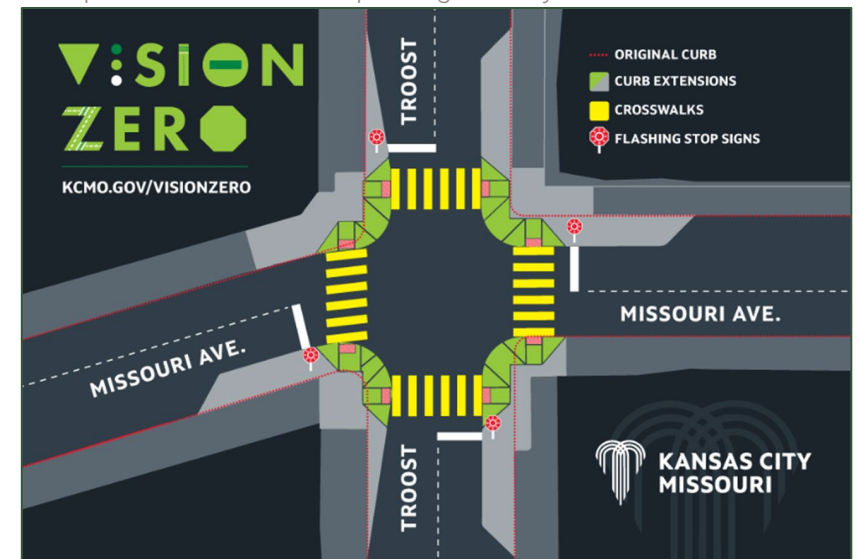 VISION
ZERO
KCMO.GOV/VISIONZERO
TROOST
ORIGINAL CURB
CURB EXTENSIONS
CROSSWALKS
FLASHING STOP SIGNS
MISSOURI AVE.
MISSOURI AVE.
TROOST
KANSAS CITY
MISSOURI